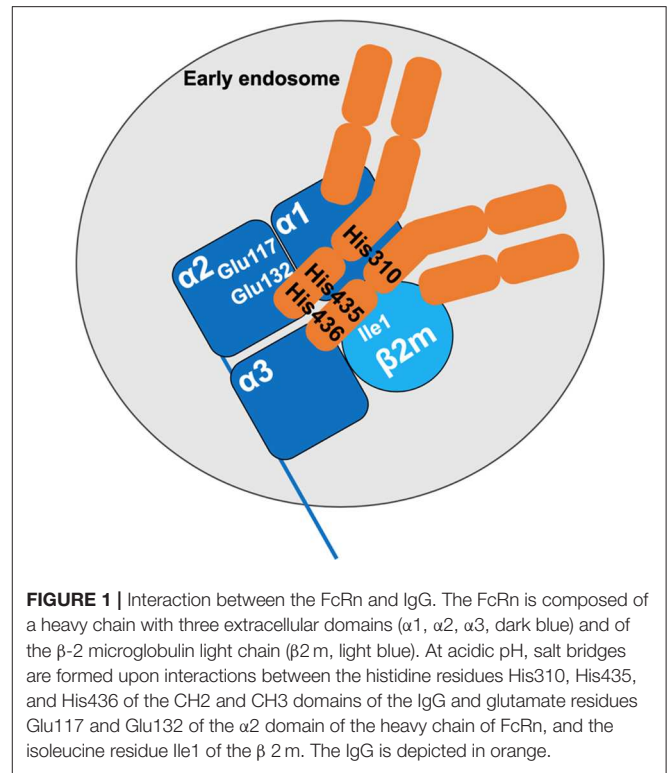 Early endosome
α1
α2
Glu117
Glu132
His310
His435
His436
Ile1
β2m
α3
FIGURE 1 | Interaction between the FcRn and IgG. The FcRn is composed of
a heavy chain with three extracellular domains (α1, α2, α3, dark blue) and of
the β-2 microglobulin light chain (β2 m, light blue). At acidic pH, salt bridges
are formed upon interactions between the histidine residues His310, His435,
and His436 of the CH2 and CH3 domains of the IgG and glutamate residues
Glu117 and Glu132 of the α2 domain of the heavy chain of FcRn, and the
isoleucine residue Ile1 of the β 2 m. The IgG is depicted in orange.